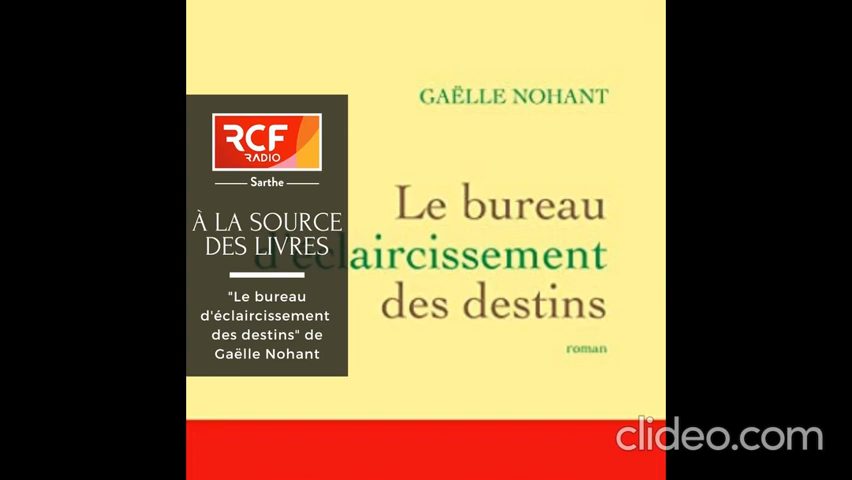 GAËLLE NOHANT
Le bureau
d'éclaircissement
des destins
roman
RCF
RADIO
Sarthe
À LA SOURCE
DES LIVRES
"Le bureau
d'éclaircissement
des destins" de
Gaëlle Nohant
clideo.com